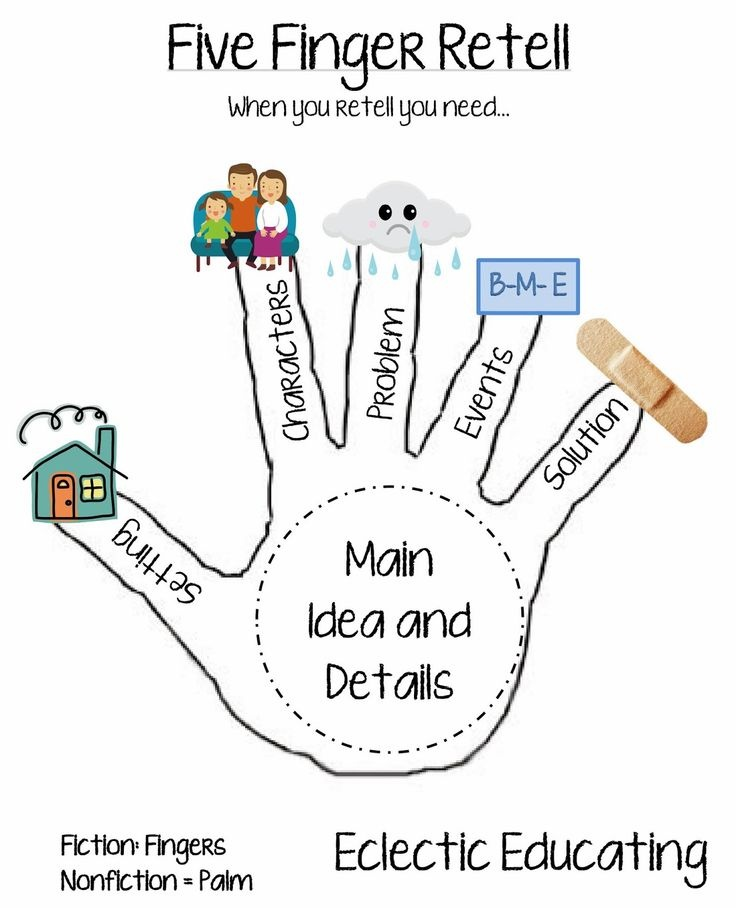 Five Finger Retell
When you retell you need...
B-M-E
Characters
Problem
Events
Solution
Setting
Main
Idea and
Details
Fiction: Fingers
Nonfiction = Palm
Eclectic Educating